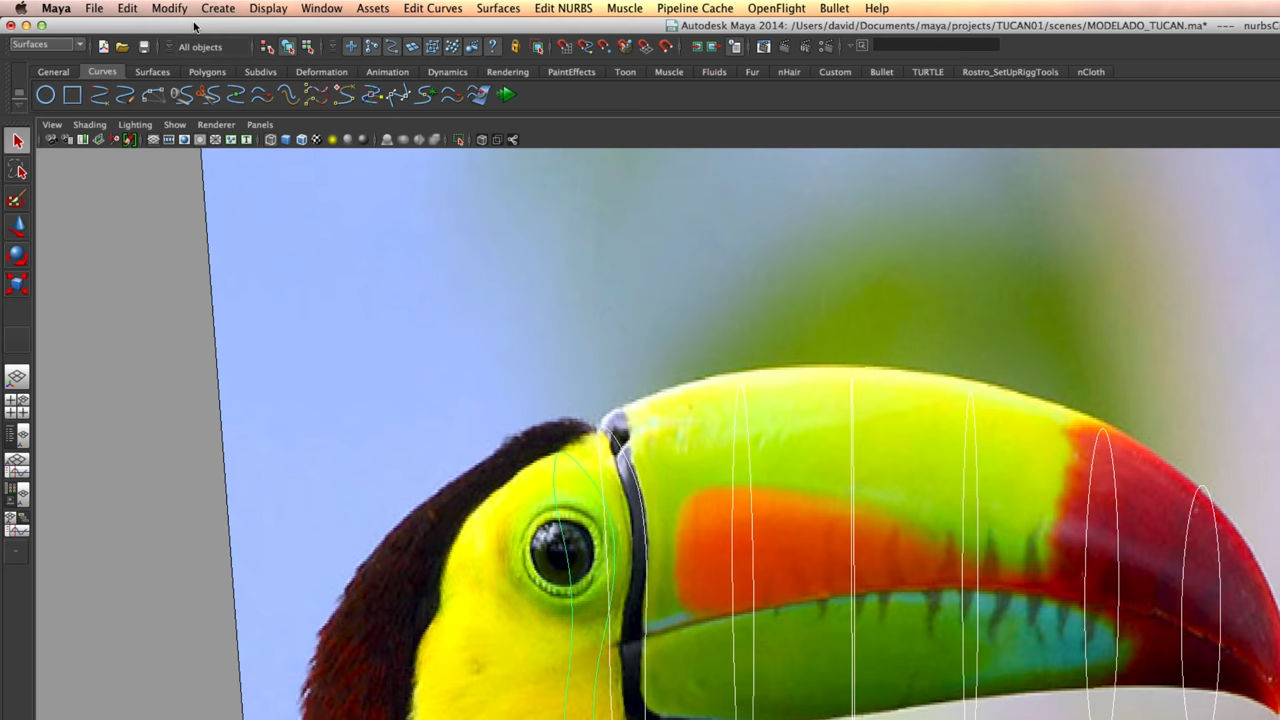 Maya File Edit Modify Create Display Window Assets Edit Curves Surfaces Edit NURBS Muscle Pipeline Cache OpenFlight Bullet Help
Autodesk Maya 2014: /Users/david/Documents/maya/projects/TUCAN01/scenes/MODELADO_TUCAN.ma* --- nurbsC
Surfaces All objects
General Curves Surfaces Polygons Subdivs Deformation Animation Dynamics Rendering PaintEffects Toon Muscle Fluids Fur nHair Custom Bullet TURTLE Rostro_SetUpRiggTools nCloth
View Shading Lighting Show Renderer Panels